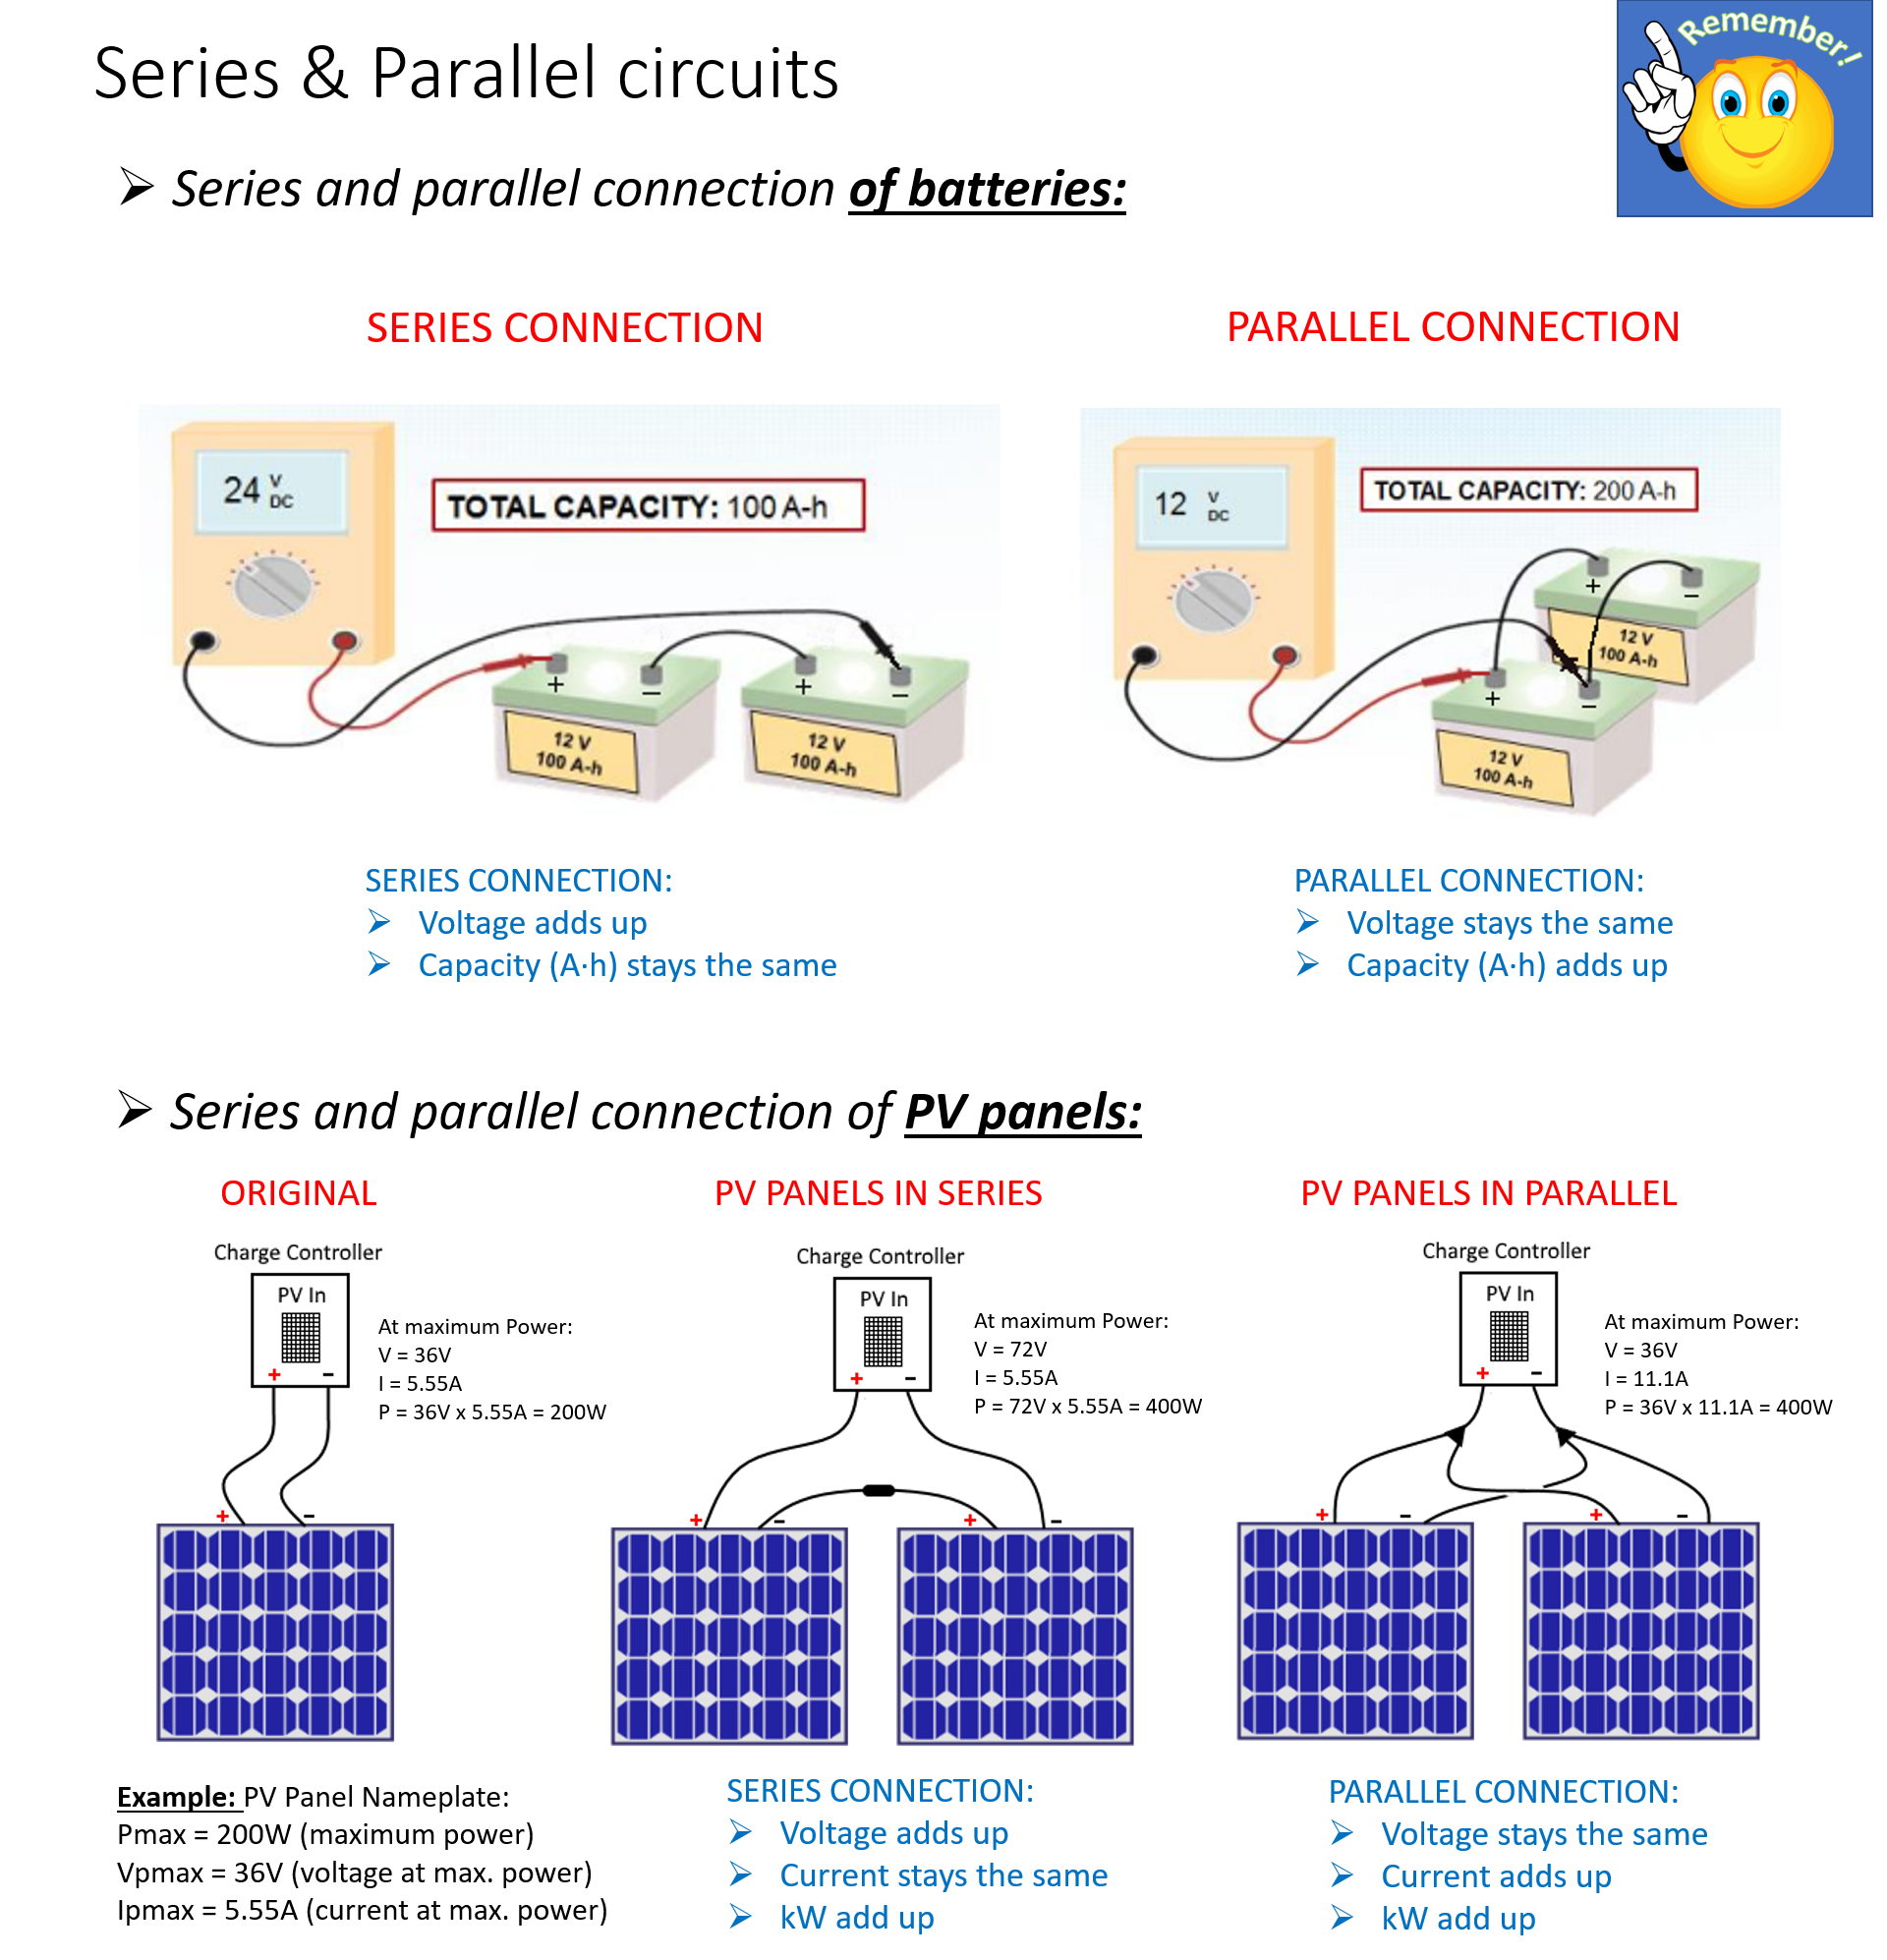 Series & Parallel circuits
Remember!
➢ Series and parallel connection of batteries:
SERIES CONNECTION
PARALLEL CONNECTION
24 V DC
TOTAL CAPACITY: 100 A-h
+
–
+
–
12 V
100 A-h
12 V
100 A-h
12 V DC
TOTAL CAPACITY: 200 A-h
+
–
12 V
100 A-h
+
–
12 V
100 A-h
SERIES CONNECTION:
➢ Voltage adds up
➢ Capacity (A·h) stays the same
PARALLEL CONNECTION:
➢ Voltage stays the same
➢ Capacity (A·h) adds up
➢ Series and parallel connection of PV panels:
ORIGINAL
Charge Controller
PV In
+ –
At maximum Power:
V = 36V
I = 5.55A
P = 36V x 5.55A = 200W
+ –
Example: PV Panel Nameplate:
Pmax = 200W (maximum power)
Vpmax = 36V (voltage at max. power)
Ipmax = 5.55A (current at max. power)
PV PANELS IN SERIES
Charge Controller
PV In
+ –
At maximum Power:
V = 72V
I = 5.55A
P = 72V x 5.55A = 400W
+ – + –
SERIES CONNECTION:
➢ Voltage adds up
➢ Current stays the same
➢ kW add up
PV PANELS IN PARALLEL
Charge Controller
PV In
+ –
At maximum Power:
V = 36V
I = 11.1A
P = 36V x 11.1A = 400W
+ – + –
PARALLEL CONNECTION:
➢ Voltage stays the same
➢ Current adds up
➢ kW add up